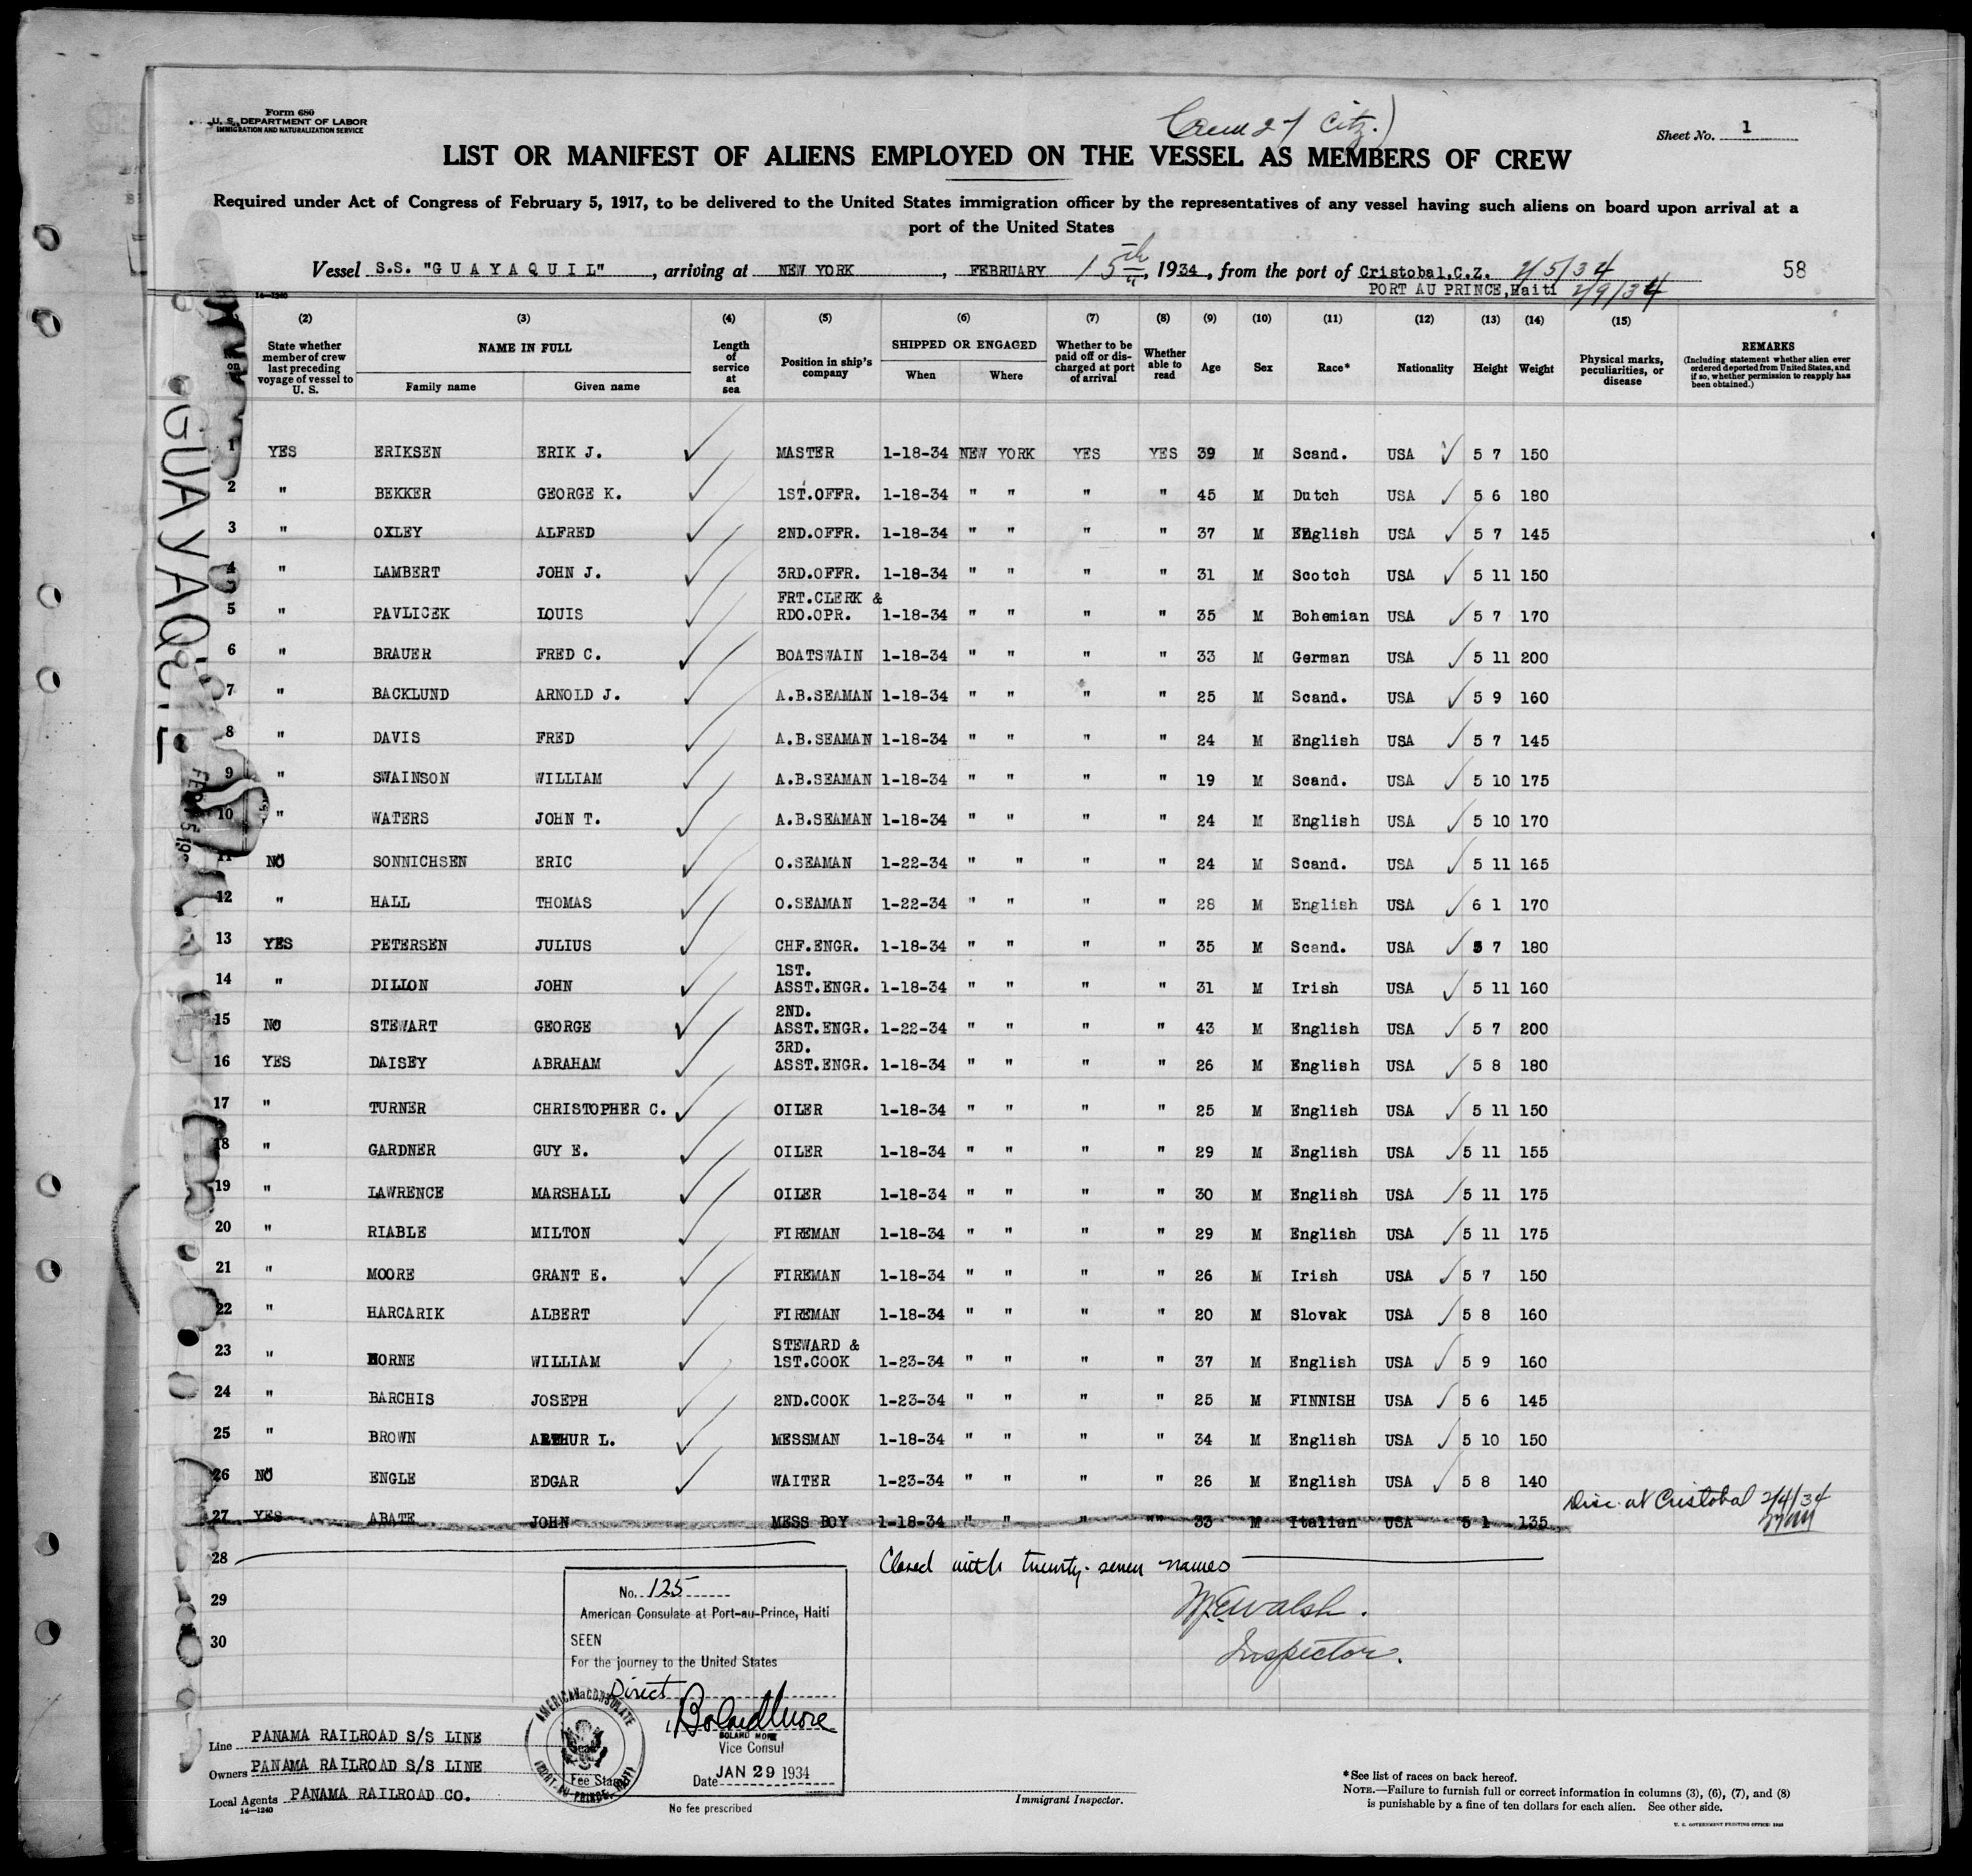 Form 680
U. S. DEPARTMENT OF LABOR
IMMIGRATION AND NATURALIZATION SERVICE
(Crew 27 Citz.)
Sheet No. 1
LIST OR MANIFEST OF ALIENS EMPLOYED ON THE VESSEL AS MEMBERS OF CREW
Required under Act of Congress of February 5, 1917, to be delivered to the United States immigration officer by the representatives of any vessel having such aliens on board upon arrival at a
port of the United States
Vessel S.S. "GUAYAQUIL", arriving at NEW YORK, FEBRUARY 15th, 1934, from the port of Cristobal.C.Z. 2/5/34
PORT AU PRINCE, Haiti 2/9/34
58
14—1240
GUAYAQUIL
(2) (3) (4) (5) (6) (7) (8) (9) (10) (11) (12) (13) (14) (15)
No. on
State whether member of crew last preceding voyage of vessel to U. S.
NAME IN FULL
Family name
Given name
Length of service at sea
Position in ship's company
SHIPPED OR ENGAGED
When
Where
Whether to be paid off or discharged at port of arrival
Whether able to read
Age
Sex
Race*
Nationality
Height
Weight
Physical marks, peculiarities, or disease
REMARKS
(Including statement whether alien ever ordered deported from United States, and if so, whether permission to reapply has been obtained.)
1 YES ERIKSEN ERIK J. MASTER 1-18-34 NEW YORK YES YES 39 M Scand. USA 5 7 150
2 " BEKKER GEORGE K. 1ST.OFFR. 1-18-34 " " " " 45 M Dutch USA 5 6 180
3 " OXLEY ALFRED 2ND.OFFR. 1-18-34 " " " " 37 M English USA 5 7 145
4 " LAMBERT JOHN J. 3RD.OFFR. 1-18-34 " " " " 31 M Scotch USA 5 11 150
5 " PAVLICEK LOUIS FRT.CLERK & RDO.OPR. 1-18-34 " " " " 35 M Bohemian USA 5 7 170
6 " BRAUER FRED C. BOATSWAIN 1-18-34 " " " " 33 M German USA 5 11 200
7 " BACKLUND ARNOLD J. A.B.SEAMAN 1-18-34 " " " " 25 M Scand. USA 5 9 160
8 " DAVIS FRED A.B.SEAMAN 1-18-34 " " " " 24 M English USA 5 7 145
9 " SWAINSON WILLIAM A.B.SEAMAN 1-18-34 " " " " 19 M Scand. USA 5 10 175
10 " WATERS JOHN T. A.B.SEAMAN 1-18-34 " " " " 24 M English USA 5 10 170
11 NO SONNICHSEN ERIC O.SEAMAN 1-22-34 " " " " 24 M Scand. USA 5 11 165
12 " HALL THOMAS O.SEAMAN 1-22-34 " " " " 28 M English USA 6 1 170
13 YES PETERSEN JULIUS CHF.ENGR. 1-18-34 " " " " 35 M Scand. USA 5 7 180
14 " DILLON JOHN 1ST. ASST.ENGR. 1-18-34 " " " " 31 M Irish USA 5 11 160
15 NO STEWART GEORGE 2ND. ASST.ENGR. 1-22-34 " " " " 43 M English USA 5 7 200
16 YES DAISEY ABRAHAM 3RD. ASST.ENGR. 1-18-34 " " " " 26 M English USA 5 8 180
17 " TURNER CHRISTOPHER C. OILER 1-18-34 " " " " 25 M English USA 5 11 150
18 " GARDNER GUY E. OILER 1-18-34 " " " " 29 M English USA 5 11 155
19 " LAWRENCE MARSHALL OILER 1-18-34 " " " " 30 M English USA 5 11 175
20 " RIABLE MILTON FIREMAN 1-18-34 " " " " 29 M English USA 5 11 175
21 " MOORE GRANT E. FIREMAN 1-18-34 " " " " 26 M Irish USA 5 7 150
22 " HARCARIK ALBERT FIREMAN 1-18-34 " " " " 20 M Slovak USA 5 8 160
23 " HORNE WILLIAM STEWARD & 1ST.COOK 1-23-34 " " " " 37 M English USA 5 9 160
24 " BARCHIS JOSEPH 2ND.COOK 1-23-34 " " " " 25 M FINNISH USA 5 6 145
25 " BROWN ARTHUR L. MESSMAN 1-18-34 " " " " 34 M English USA 5 10 150
26 NO ENGLE EDGAR WAITER 1-23-34 " " " " 26 M English USA 5 8 140
27 YES ABATE JOHN MESS BOY 1-18-34 " " " "" 33 M Italian USA 5 1 135 Disc. at Cristobal 2/4/34
28 Closed with twenty-seven names
29
30
Inspector.
No. 125
American Consulate at Port-au-Prince, Haiti
SEEN
For the journey to the United States
Direct
BOLARD MORE
Vice Consul
Date JAN 29 1934
Fee Stamp
AMERICAN CONSULATE
PORT-AU-PRINCE, HAITI
No fee prescribed
Line PANAMA RAILROAD S/S LINE
Owners PANAMA RAILROAD S/S LINE
Local Agents PANAMA RAILROAD CO.
14—1240
Immigrant Inspector.
*See list of races on back hereof.
NOTE.—Failure to furnish full or correct information in columns (3), (6), (7), and (8)
is punishable by a fine of ten dollars for each alien. See other side.